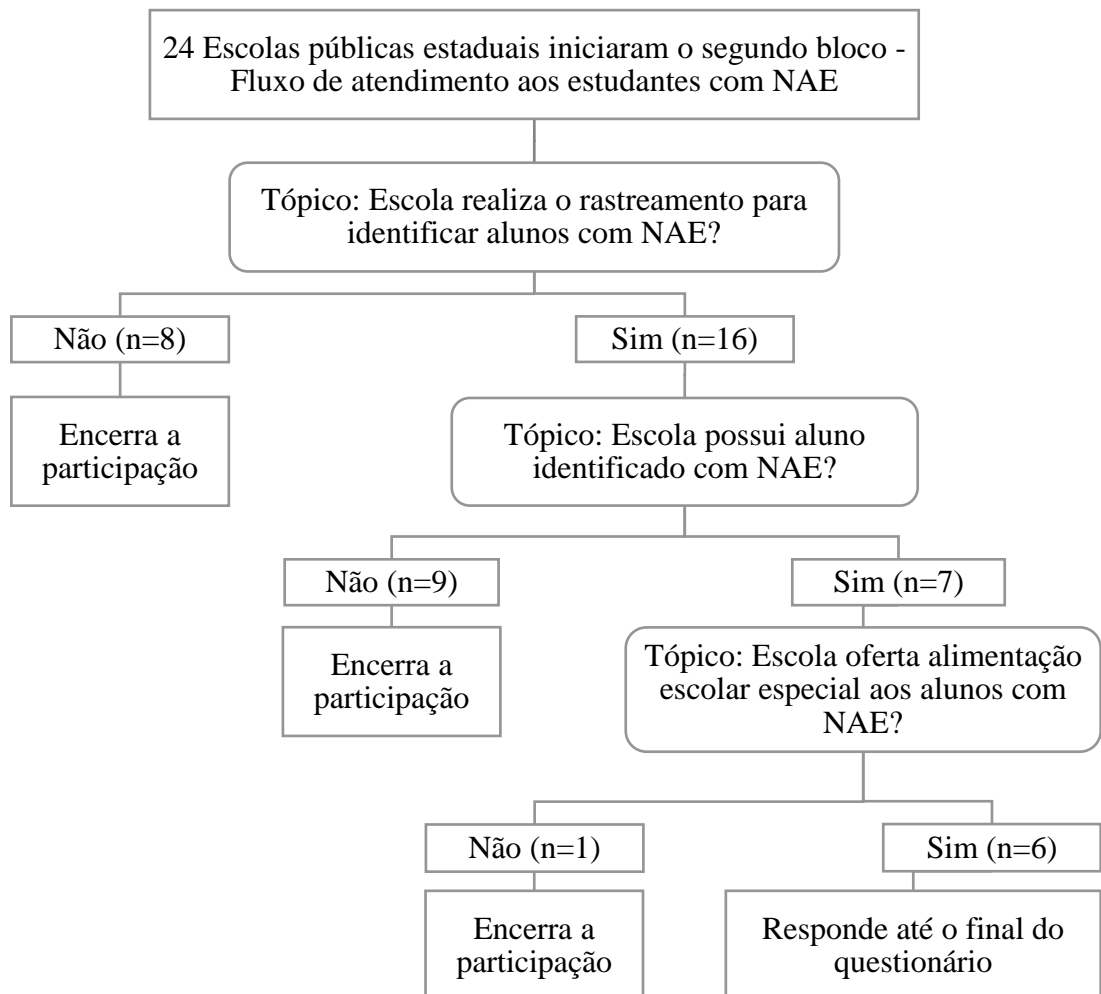 24 Escolas públicas estaduais iniciaram o segundo bloco -
Fluxo de atendimento aos estudantes com NAE
Tópico: Escola realiza o rastreamento para
identificar alunos com NAE?
Não (n=8)
Sim (n=16)
Encerra a
participação
Tópico: Escola possui aluno
identificado com NAE?
Não (n=9)
Sim (n=7)
Encerra a
participação
Tópico: Escola oferta alimentação
escolar especial aos alunos com
NAE?
Não (n=1)
Sim (n=6)
Encerra a
participação
Responde até o final do
questionário